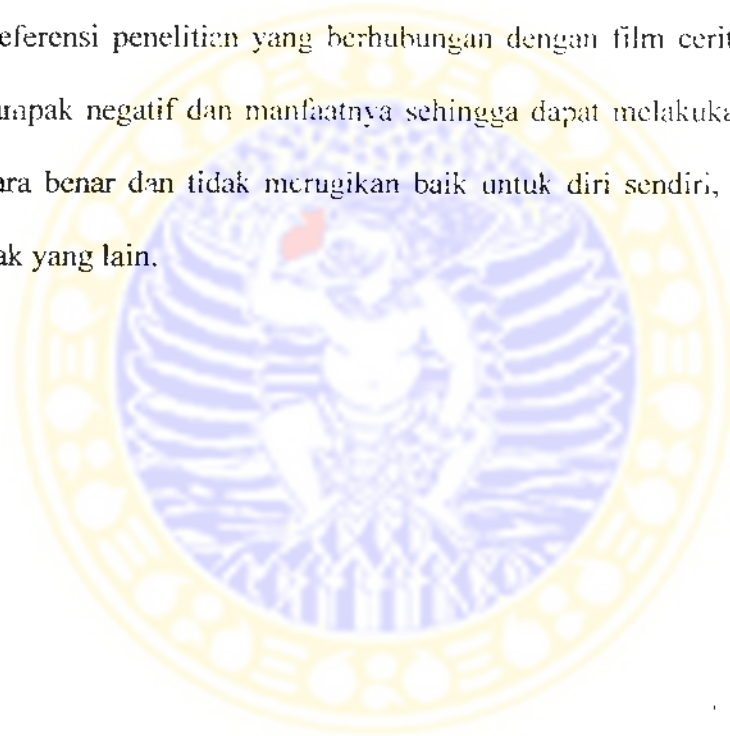 eferensi penelitian yang berhubungan dengan film cerit
mpak negatif dan manfaatnya sehingga dapat melakuka
ara benar dan tidak merugikan baik untuk diri sendiri,
ak yang lain.